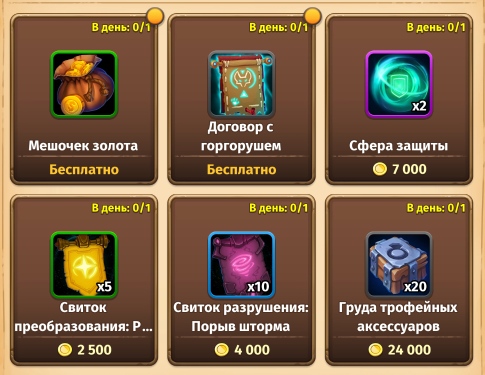 В день: 0/1
Мешочек золота
Бесплатно
В день: 0/1
Договор с
горгорушем
Бесплатно
В день: 0/1
x2
Сфера защиты
7 000
В день: 0/1
x5
Свиток
преобразования: Р...
2 500
В день: 0/1
x10
Свиток разрушения:
Порыв шторма
4 000
В день: 0/1
x20
Груда трофейных
аксессуаров
24 000